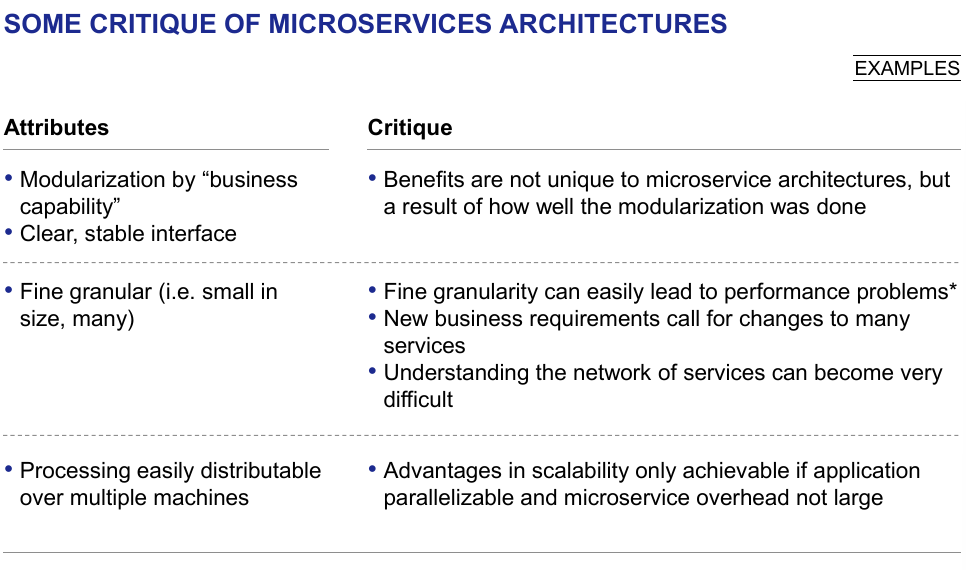 SOME CRITIQUE OF MICROSERVICES ARCHITECTURES
EXAMPLES
Attributes
Critique
• Modularization by “business
capability”
• Clear, stable interface
• Benefits are not unique to microservice architectures, but
a result of how well the modularization was done
• Fine granular (i.e. small in
size, many)
• Fine granularity can easily lead to performance problems*
• New business requirements call for changes to many
services
• Understanding the network of services can become very
difficult
• Processing easily distributable
over multiple machines
• Advantages in scalability only achievable if application
parallelizable and microservice overhead not large